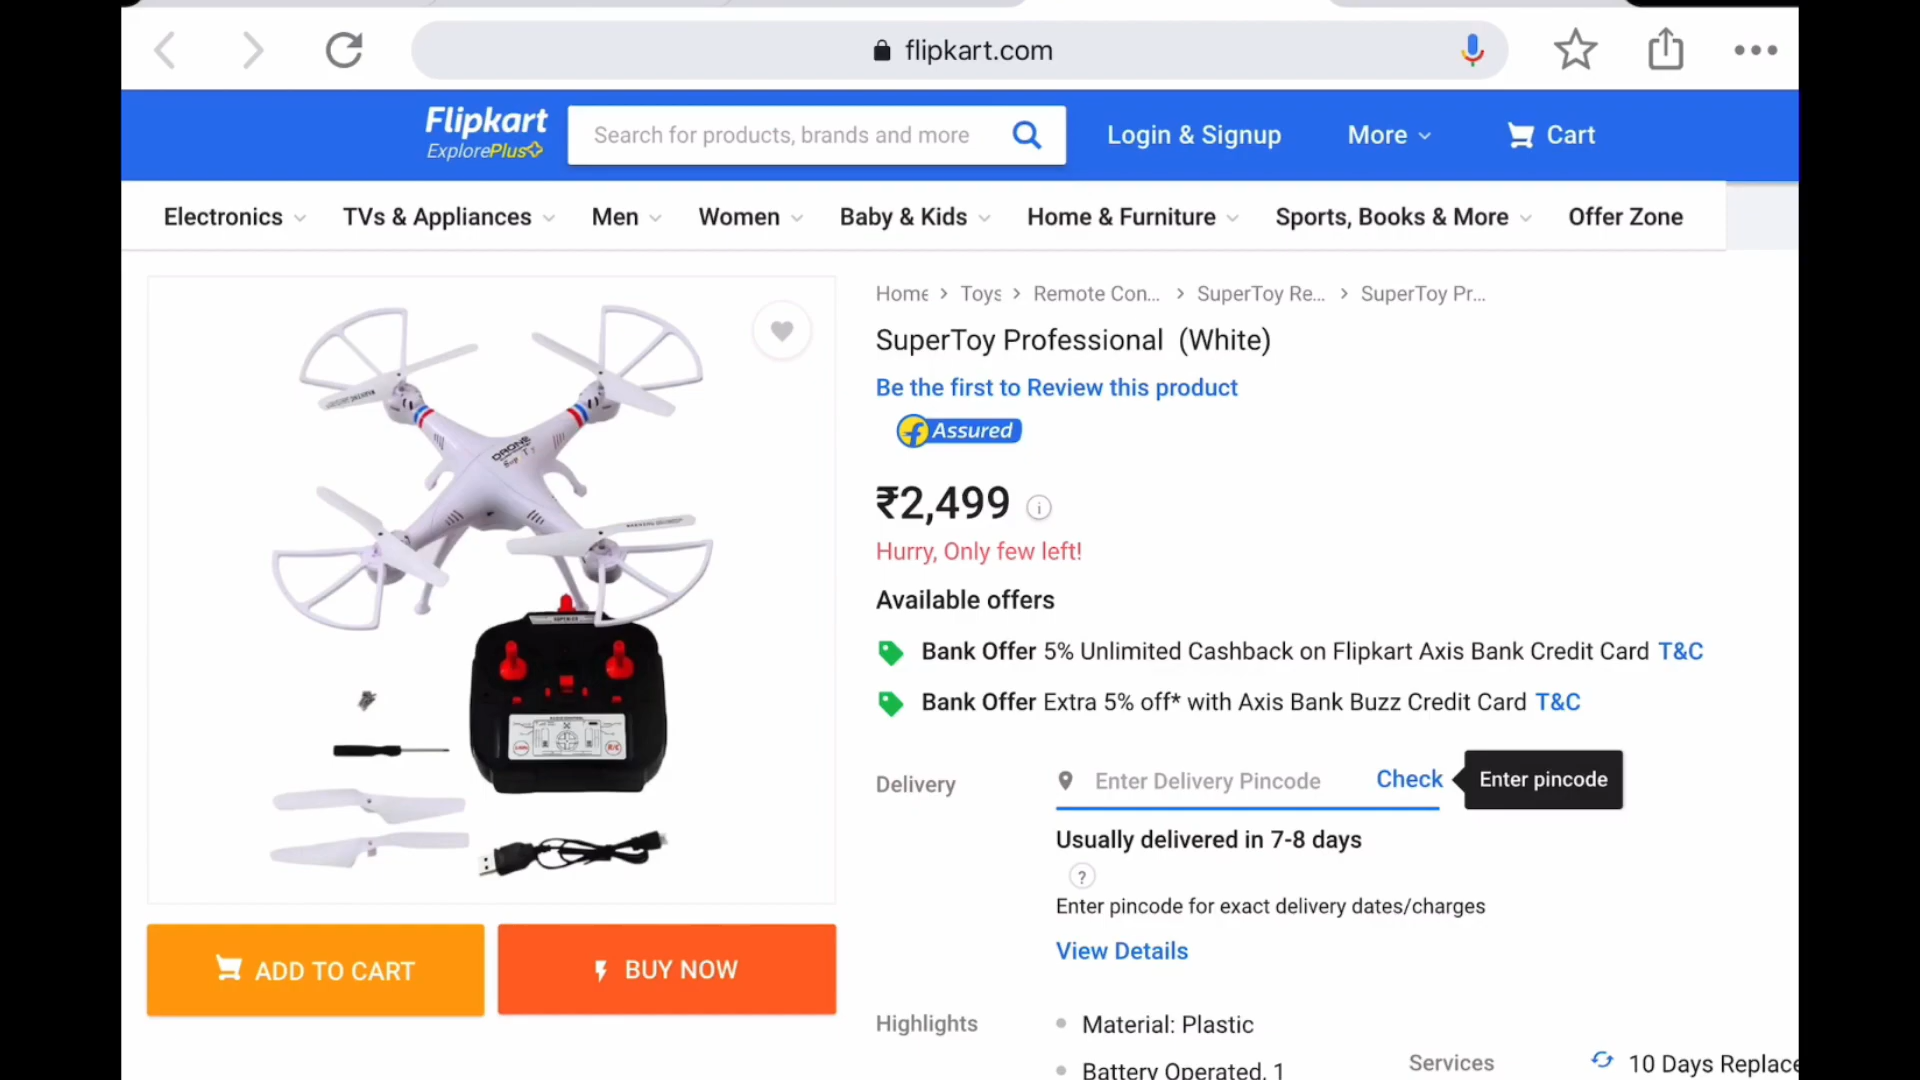 flipkart.com
Flipkart
ExplorePlus
Search for products, brands and more
Login & Signup
More
Cart
Electronics
TVs & Appliances
Men
Women
Baby & Kids
Home & Furniture
Sports, Books & More
Offer Zone
Home > Toys > Remote Con... > SuperToy Re... > SuperToy Pr...
SuperToy Professional (White)
Be the first to Review this product
Assured
DRONE
₹2,499
Hurry, Only few left!
Available offers
Bank Offer 5% Unlimited Cashback on Flipkart Axis Bank Credit Card T&C
Bank Offer Extra 5% off* with Axis Bank Buzz Credit Card T&C
Delivery
Enter Delivery Pincode
Check
Enter pincode
Usually delivered in 7-8 days
?
Enter pincode for exact delivery dates/charges
View Details
ADD TO CART
BUY NOW
Highlights
Material: Plastic
Battery Operated, 1
Services
10 Days Replace